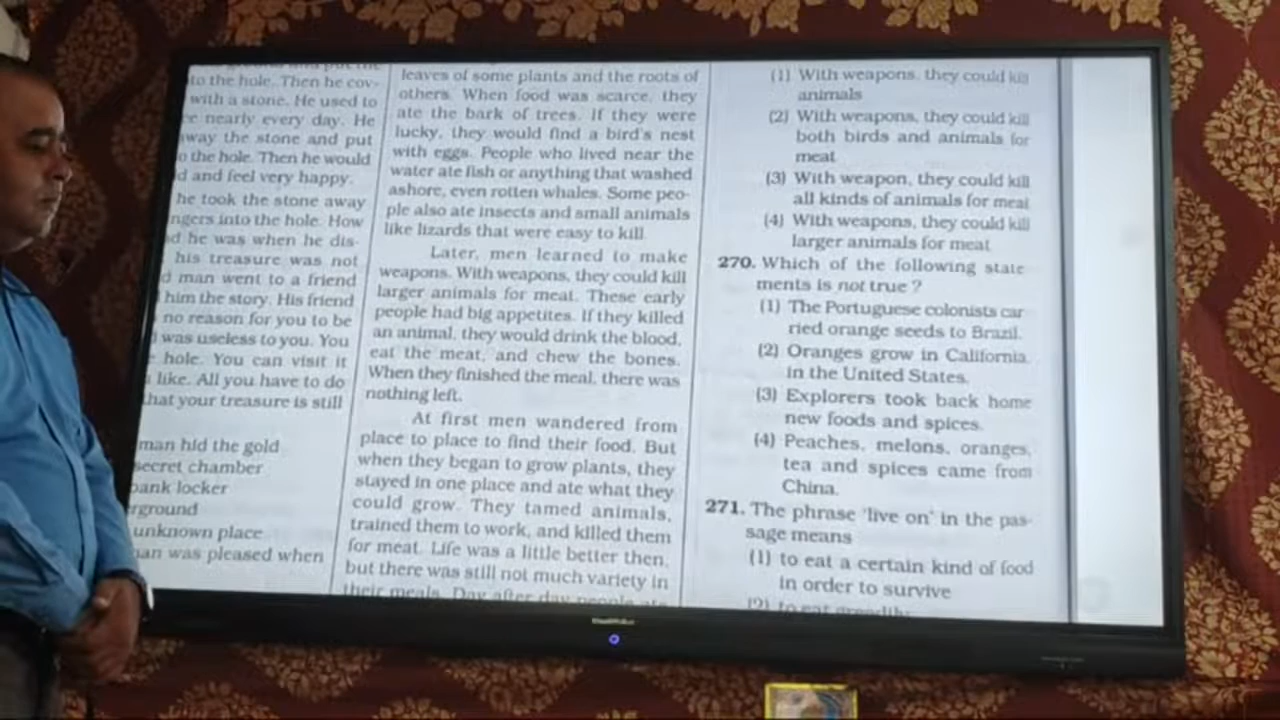 to the hole. Then he cov-
with a stone. He used to
nearly every day. He
way the stone and put
the hole. Then he would
d and feel very happy.
he took the stone away
ngers into the hole. How
d he was when he dis-
his treasure was not
d man went to a friend
him the story. His friend
no reason for you to be
was useless to you. You
hole. You can visit it
like. All you have to do
hat your treasure is still
man hid the gold
secret chamber
bank locker
rground
unknown place
an was pleased when
leaves of some plants and the roots of
others. When food was scarce, they
ate the bark of trees. If they were
lucky, they would find a bird's nest
with eggs. People who lived near the
water ate fish or anything that washed
ashore, even rotten whales. Some peo-
ple also ate insects and small animals
like lizards that were easy to kill.
Later, men learned to make
weapons. With weapons, they could kill
larger animals for meat. These early
people had big appetites. If they killed
an animal, they would drink the blood,
eat the meat, and chew the bones.
When they finished the meal, there was
nothing left.
At first men wandered from
place to place to find their food. But
when they began to grow plants, they
stayed in one place and ate what they
could grow. They tamed animals,
trained them to work, and killed them
for meat. Life was a little better then,
but there was still not much variety in
their meals. Day after day people ate
(1) With weapons, they could kill
animals
(2) With weapons, they could kill
both birds and animals for
meat
(3) With weapon, they could kill
all kinds of animals for meat
(4) With weapons, they could kill
larger animals for meat
270. Which of the following state
ments is not true ?
(1) The Portuguese colonists car
ried orange seeds to Brazil.
(2) Oranges grow in California
in the United States.
(3) Explorers took back home
new foods and spices.
(4) Peaches, melons, oranges,
tea and spices came from
China.
271. The phrase 'live on' in the pas-
sage means
(1) to eat a certain kind of food
in order to survive
(2) to eat greedily